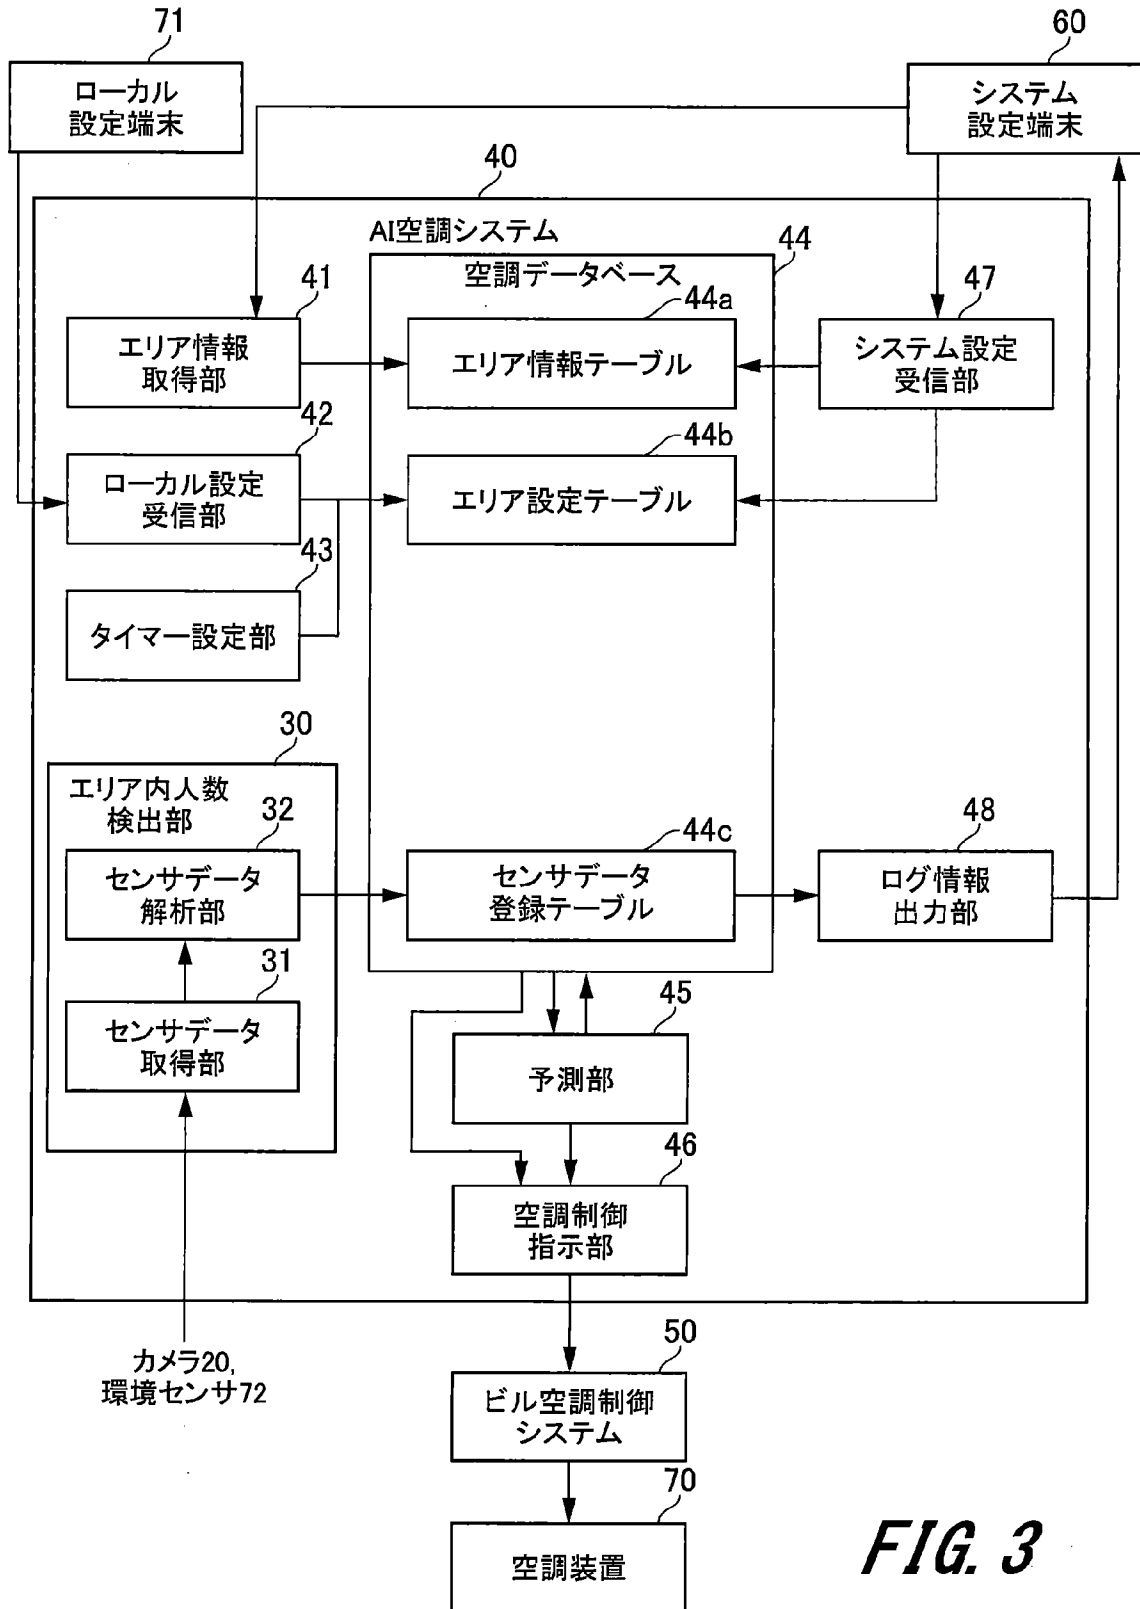 71
ローカル
設定端末
60
システム
設定端末
40
AI空調システム
44
空調データベース
41
エリア情報
取得部
44a
エリア情報テーブル
47
システム設定
受信部
42
ローカル設定
受信部
44b
エリア設定テーブル
43
タイマー設定部
30
エリア内人数
検出部
32
センサデータ
解析部
44c
センサデータ
登録テーブル
48
ログ情報
出力部
31
センサデータ
取得部
45
予測部
46
空調制御
指示部
カメラ20,
環境センサ72
50
ビル空調制御
システム
70
空調装置
FIG. 3